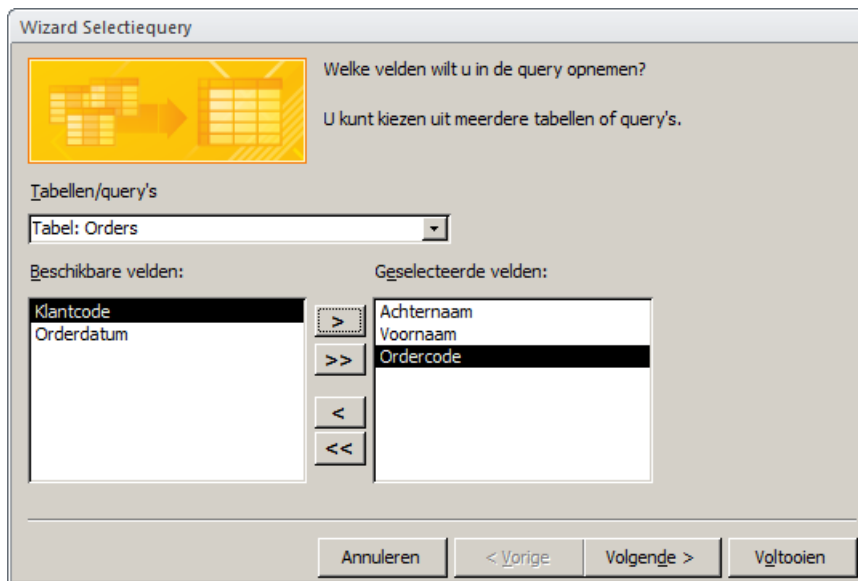 Wizard Selectiequery
Welke velden wilt u in de query opnemen?
U kunt kiezen uit meerdere tabellen of query's.
Tabellen/query's
Tabel: Orders
Beschikbare velden:
Geselecteerde velden:
Klantcode
Orderdatum
>
>>
<
<<
Achternaam
Voornaam
Ordercode
Annuleren
< Vorige
Volgende >
Voltooien